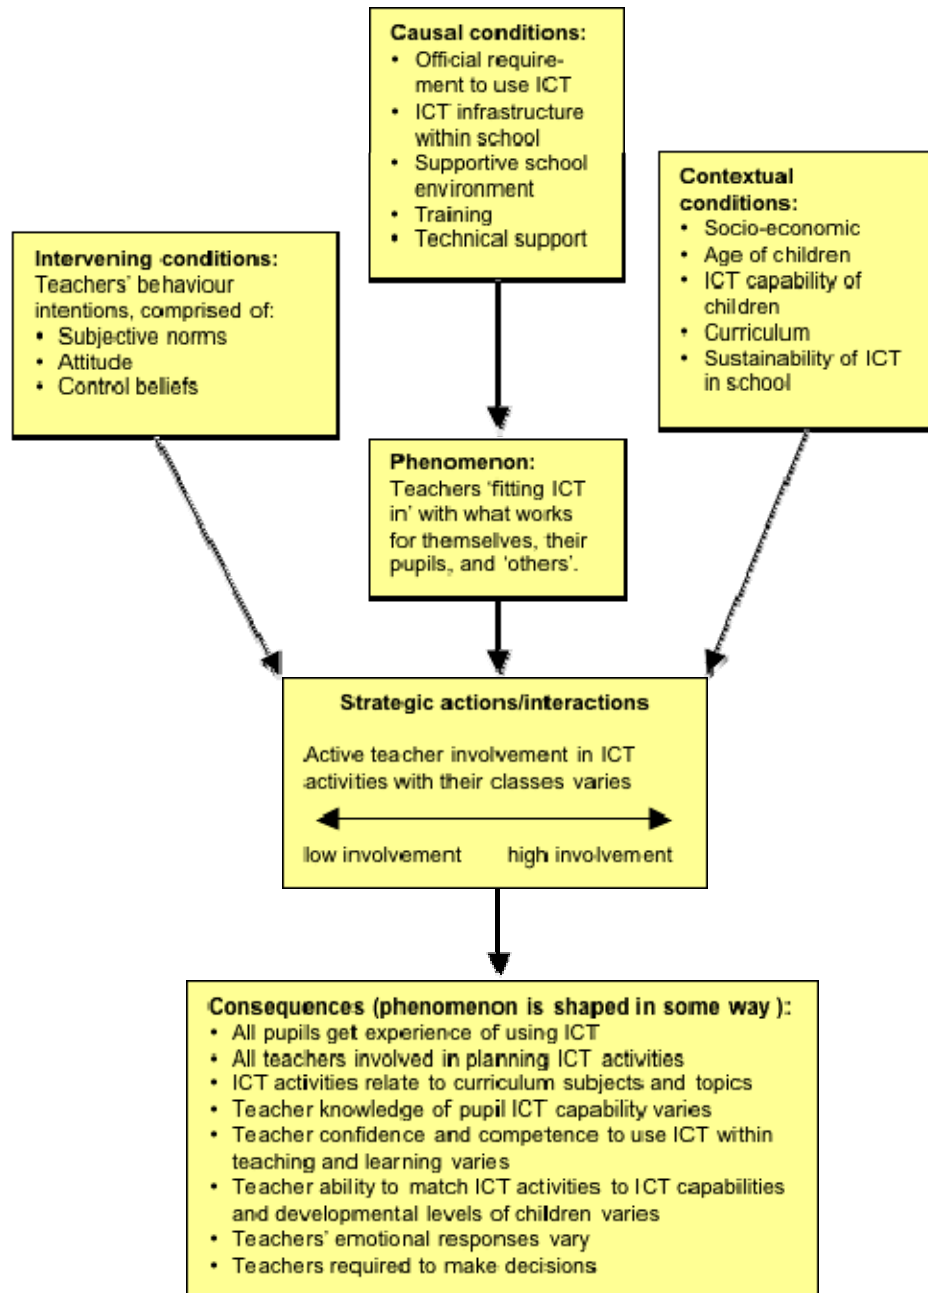 Causal conditions:
• Official require-
ment to use ICT
• ICT infrastructure
within school
• Supportive school
environment
• Training
• Technical support
Contextual
conditions:
• Socio-economic
• Age of children
• ICT capability of
children
• Curriculum
• Sustainability of ICT
in school
Intervening conditions:
Teachers’ behaviour
intentions, comprised of:
• Subjective norms
• Attitude
• Control beliefs
Phenomenon:
Teachers ‘fitting ICT
in’ with what works
for themselves, their
pupils, and ‘others’.
Strategic actions/interactions
Active teacher involvement in ICT
activities with their classes varies
low involvement high involvement
Consequences (phenomenon is shaped in some way ):
• All pupils get experience of using ICT
• All teachers involved in planning ICT activities
• ICT activities relate to curriculum subjects and topics
• Teacher knowledge of pupil ICT capability varies
• Teacher confidence and competence to use ICT within
teaching and learning varies
• Teacher ability to match ICT activities to ICT capabilities
and developmental levels of children varies
• Teachers’ emotional responses vary
• Teachers required to make decisions